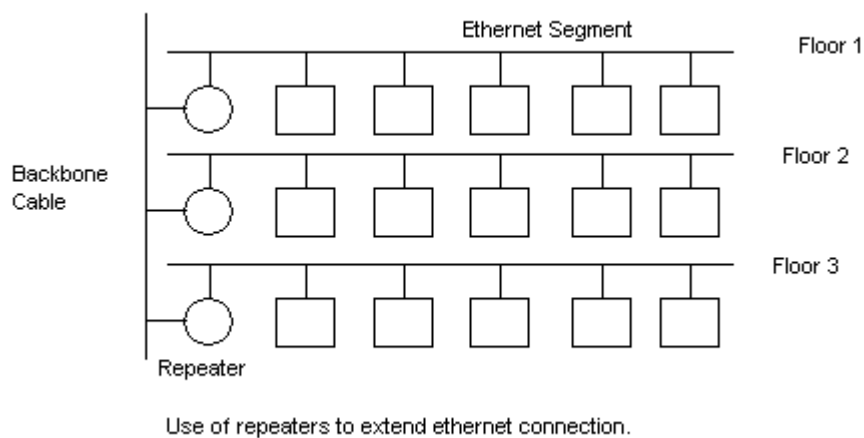 Ethernet Segment
Floor 1
Floor 2
Backbone
Cable
Floor 3
Repeater
Use of repeaters to extend ethernet connection.